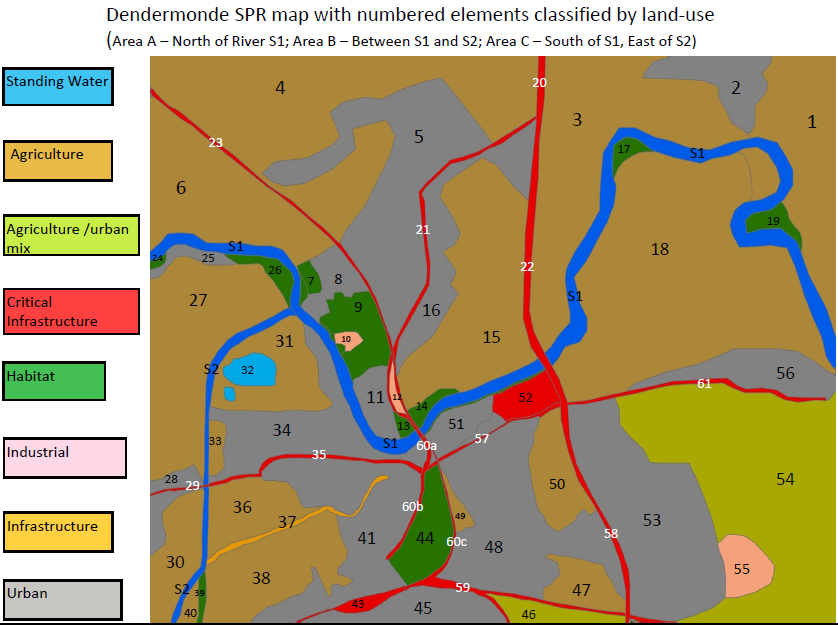 Dendermonde SPR map with numbered elements classified by land-use
(Area A – North of River S1; Area B – Between S1 and S2; Area C – South of S1, East of S2)
Standing Water
Agriculture
Agriculture /urban
mix
Critical
Infrastructure
Habitat
Industrial
Infrastructure
Urban
20
4
2
3
1
5
23
17
S1
6
19
21
S1
18
24
25
26
7
8
22
27
9
S1
16
31
10
15
S2
32
56
61
11
12
14
52
13
51
34
33
S1
60a
57
35
28
29
54
50
36
60b
37
49
53
58
41
44
60c
48
30
55
38
S2
39
59
47
40
43
45
46